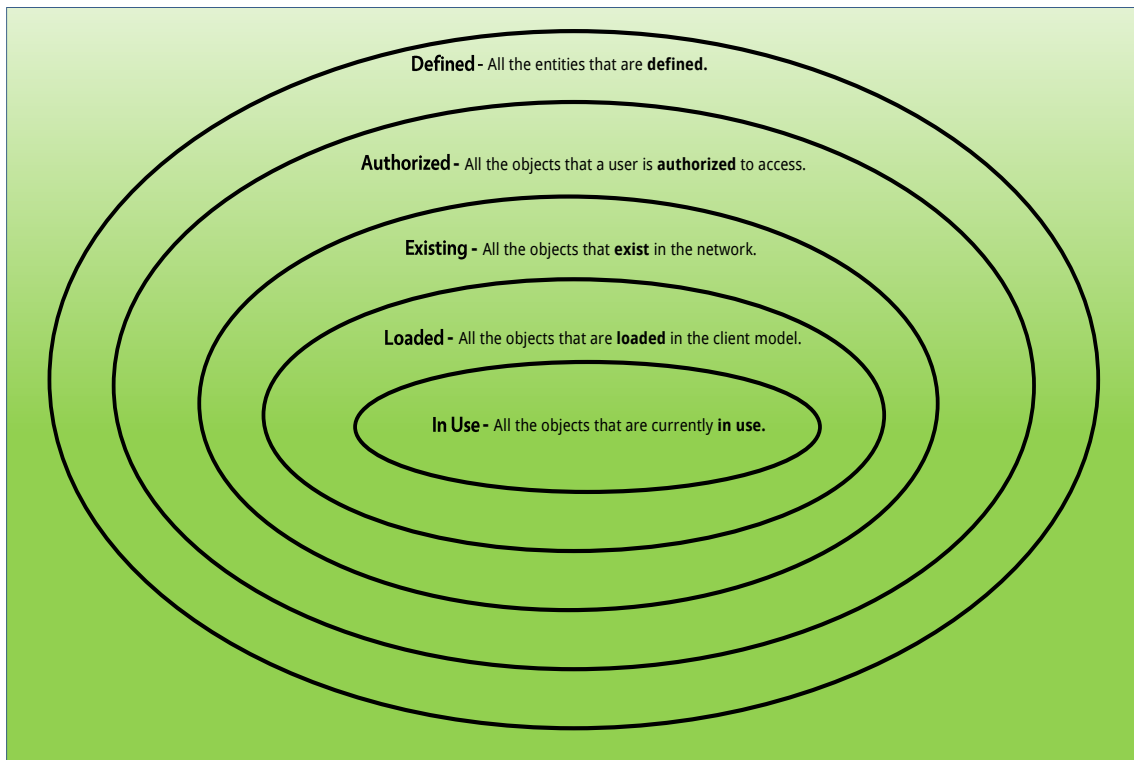 Defined - All the entities that are defined.
Authorized - All the objects that a user is authorized to access.
Existing - All the objects that exist in the network.
Loaded - All the objects that are loaded in the client model.
In Use - All the objects that are currently in use.